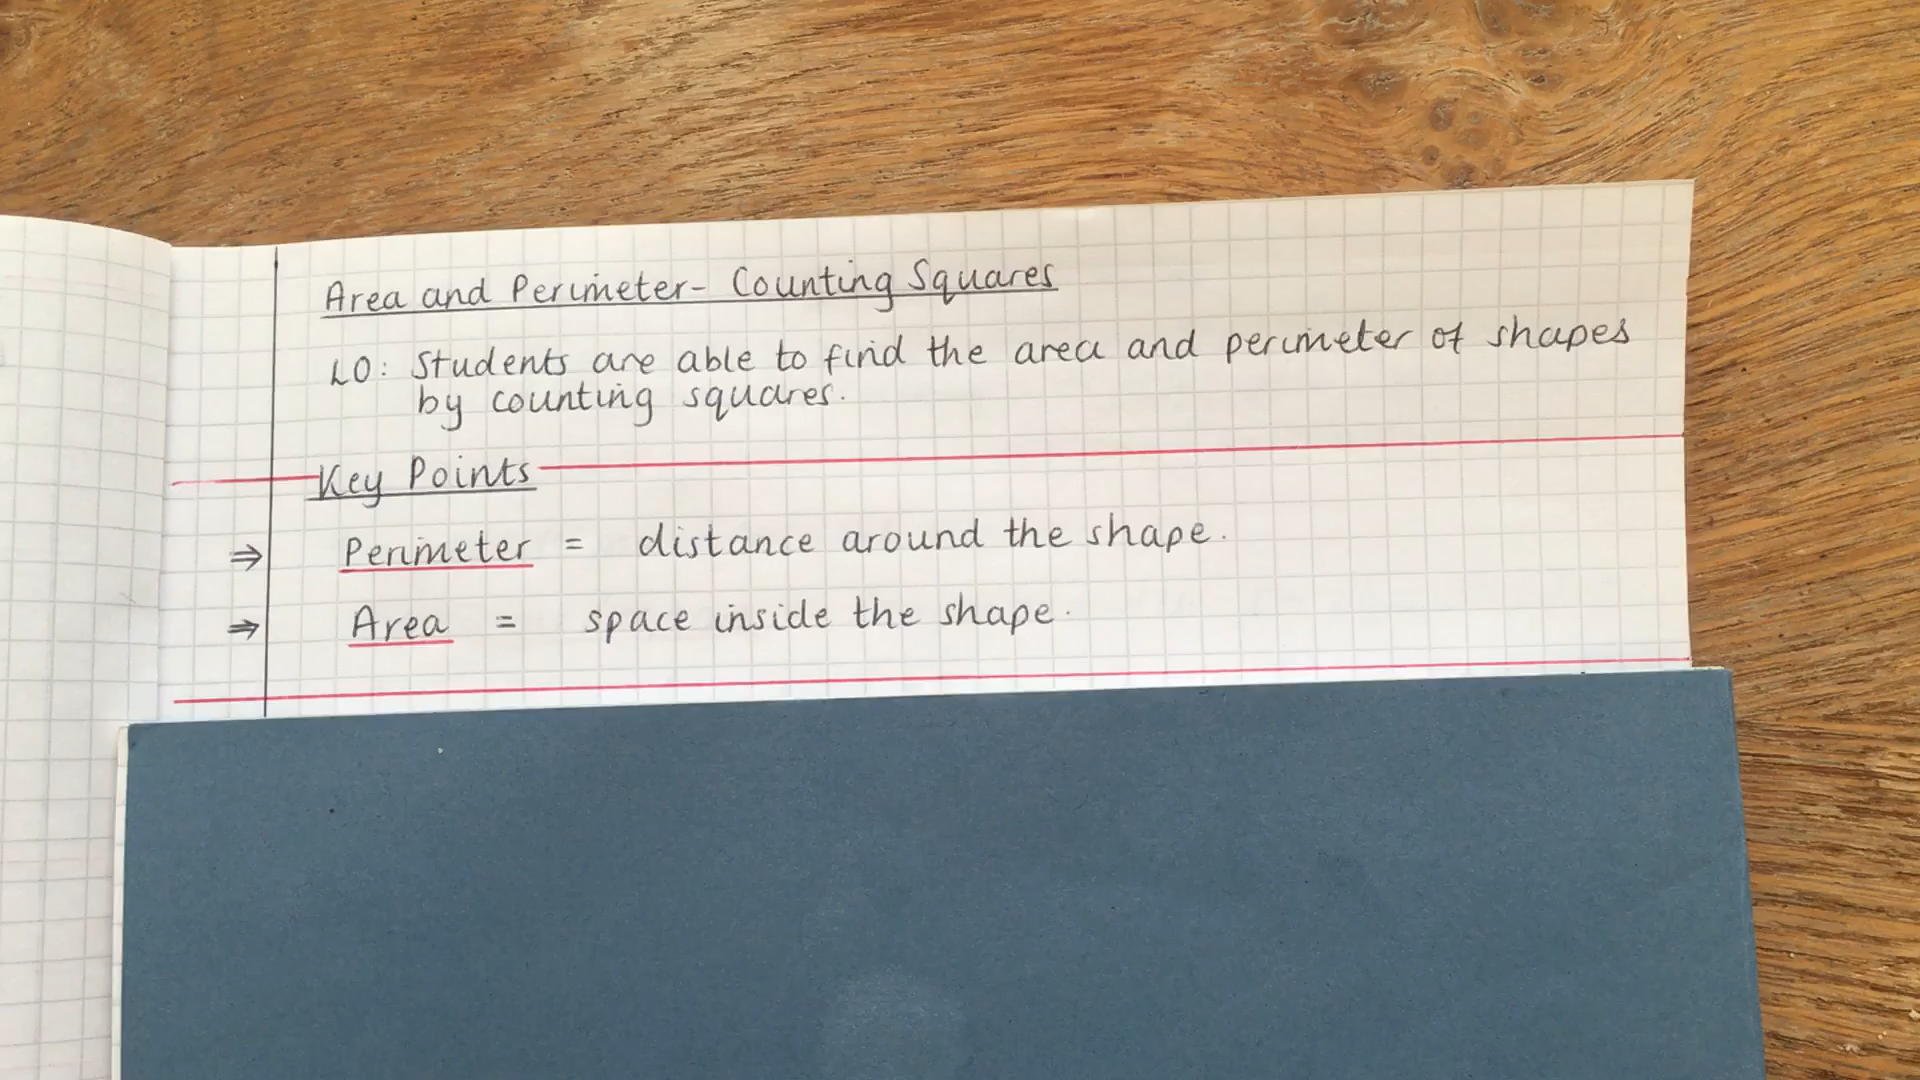 Area and Perimeter - Counting Squares
LO: Students are able to find the area and perimeter of shapes
by counting squares.
Key Points
⇒ Perimeter = distance around the shape.
⇒ Area = space inside the shape.